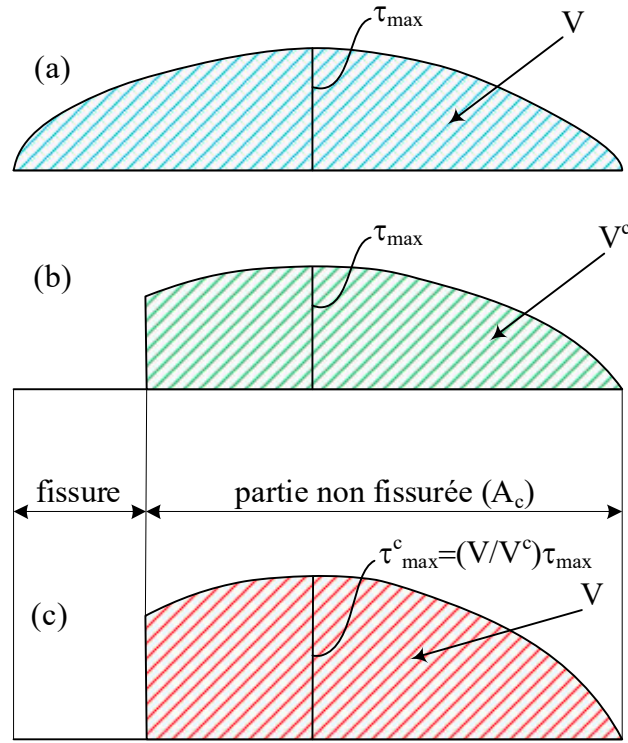 τmax
V
(a)
τmax
Vᶜ
(b)
fissure
partie non fissurée (Ac)
τᶜmax=(V/Vᶜ)τmax
V
(c)